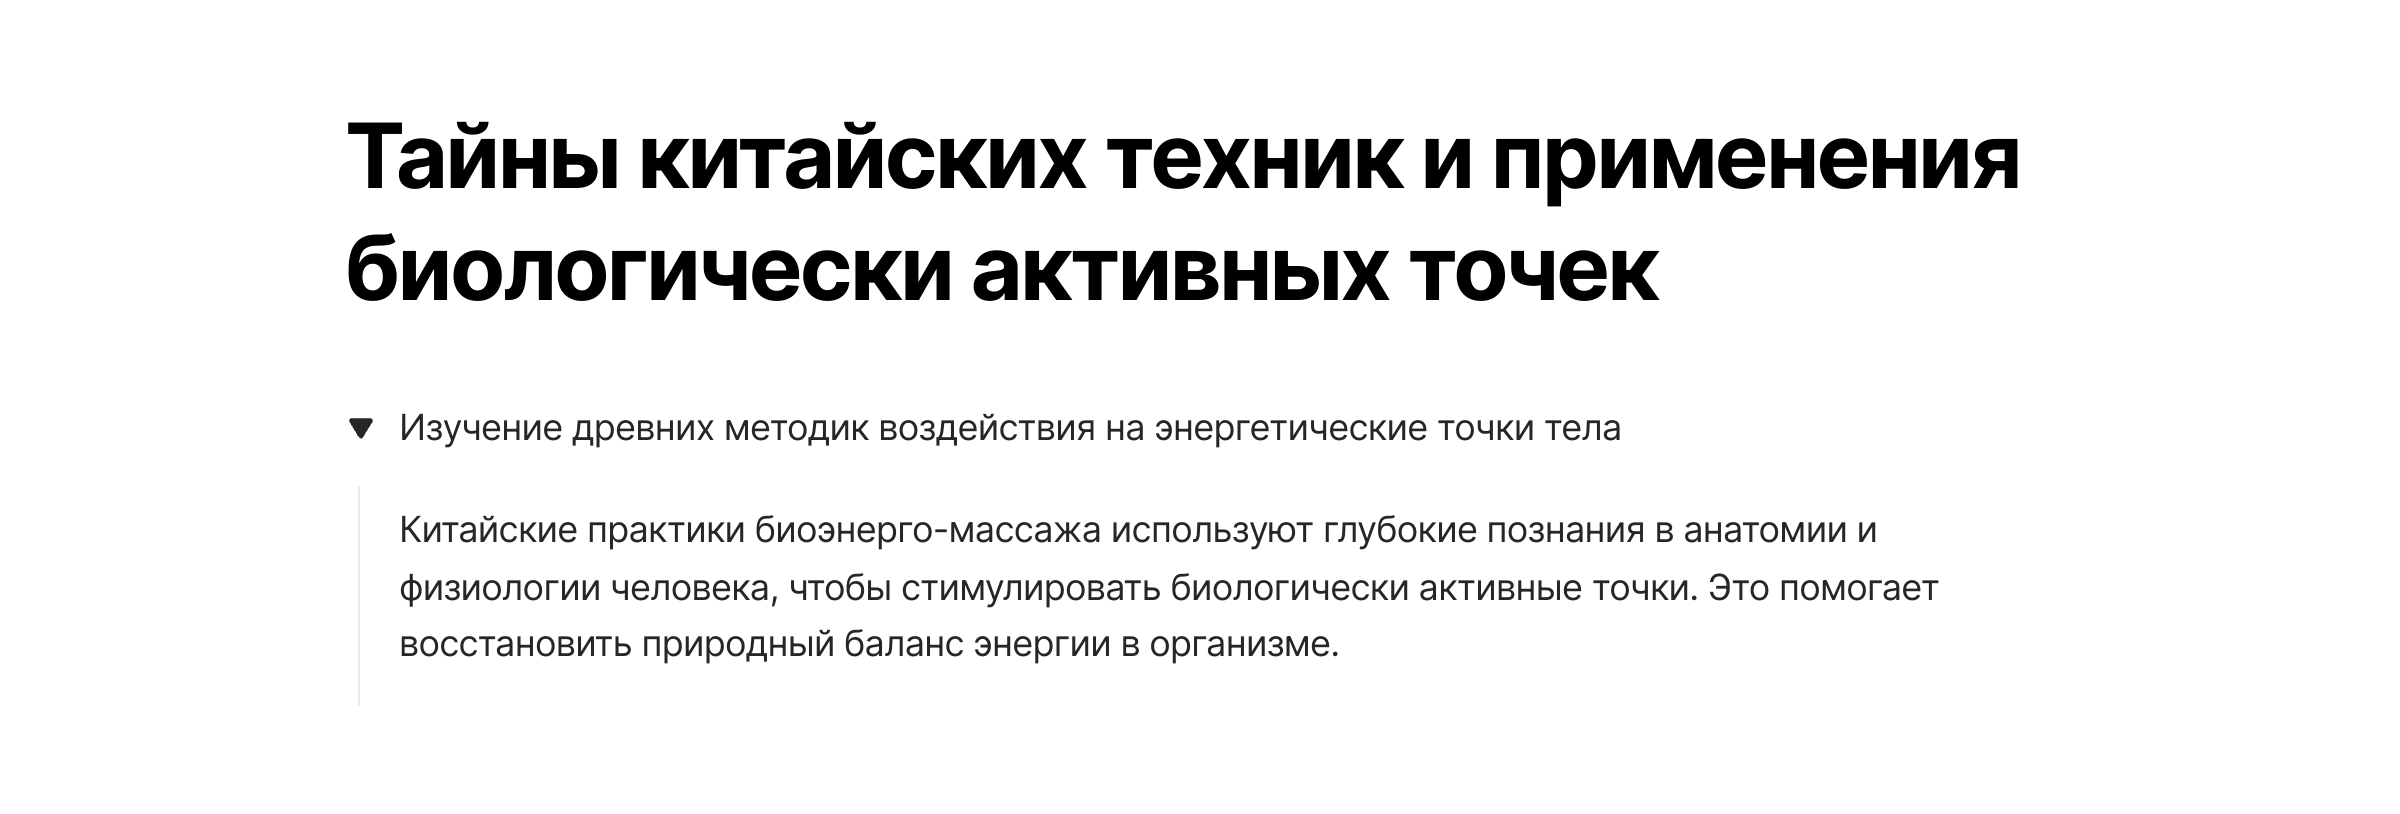 Тайны китайских техник и применения
биологически активных точек
Изучение древних методик воздействия на энергетические точки тела
Китайские практики биоэнерго-массажа используют глубокие познания в анатомии и
физиологии человека, чтобы стимулировать биологически активные точки. Это помогает
восстановить природный баланс энергии в организме.